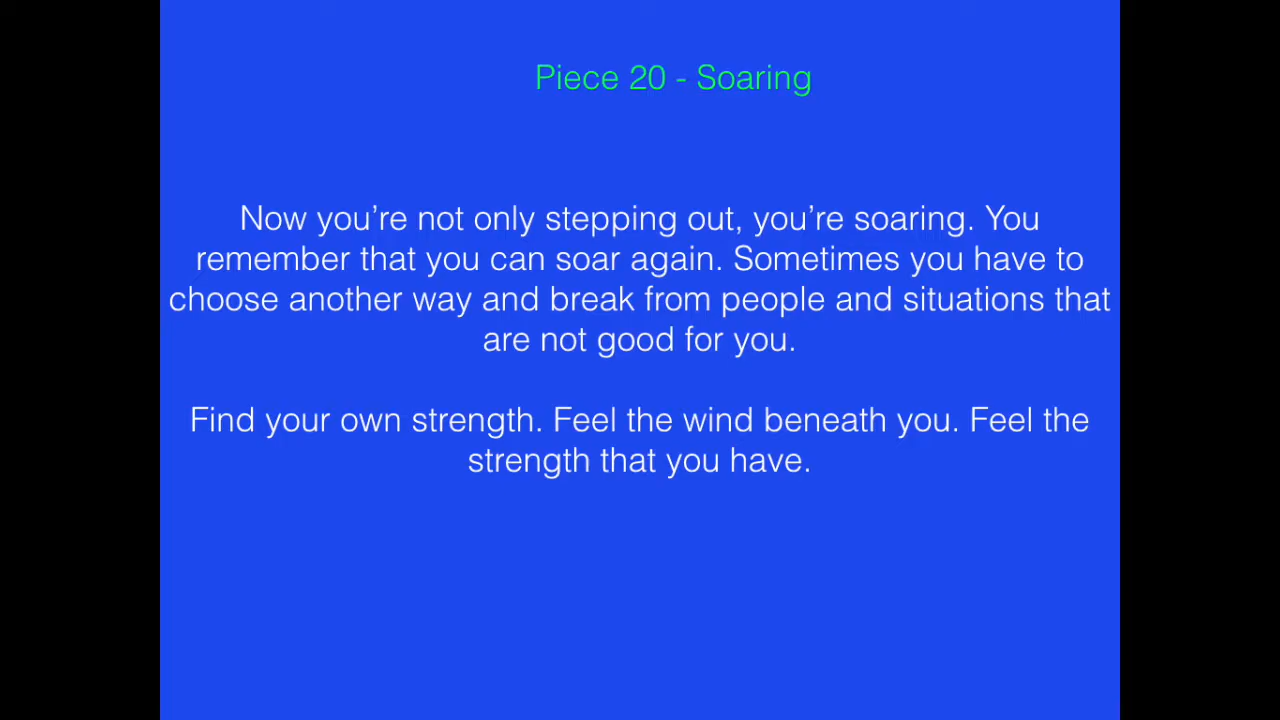 Piece 20 - Soaring
Now you’re not only stepping out, you’re soaring. You
remember that you can soar again. Sometimes you have to
choose another way and break from people and situations that
are not good for you.
Find your own strength. Feel the wind beneath you. Feel the
strength that you have.